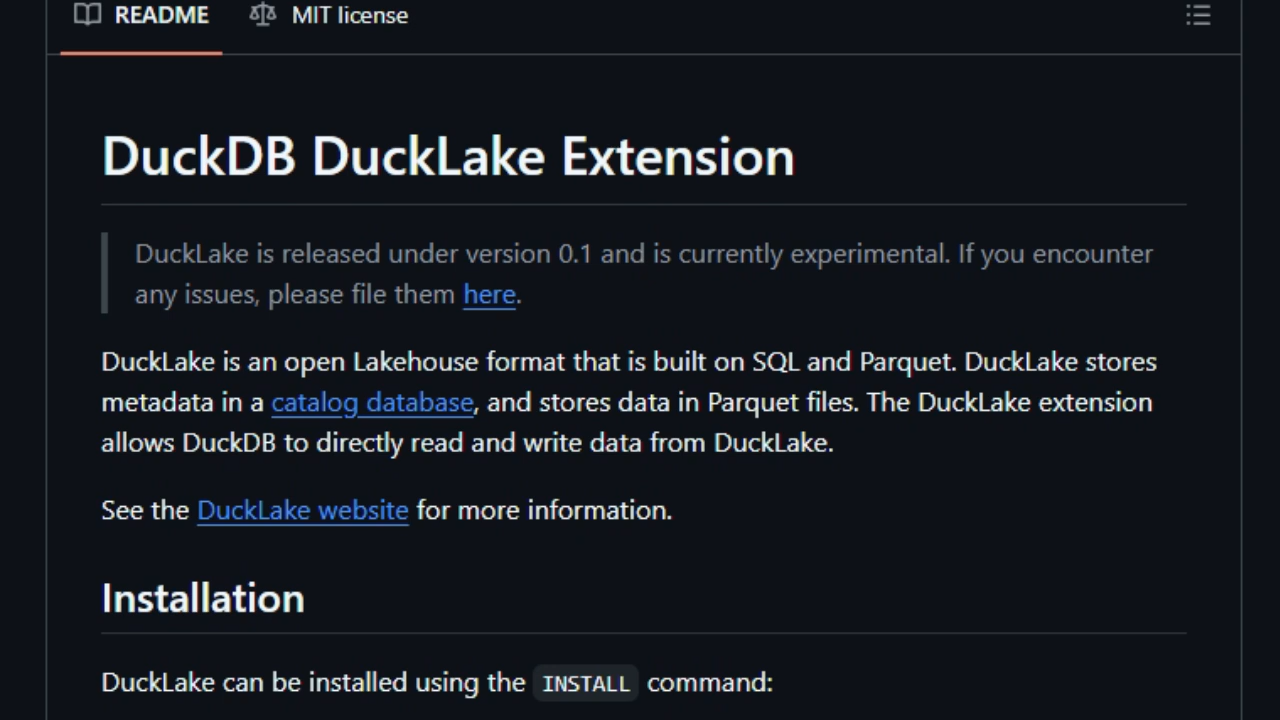 README MIT license
DuckDB DuckLake Extension
DuckLake is released under version 0.1 and is currently experimental. If you encounter
any issues, please file them here.
DuckLake is an open Lakehouse format that is built on SQL and Parquet. DuckLake stores
metadata in a catalog database, and stores data in Parquet files. The DuckLake extension
allows DuckDB to directly read and write data from DuckLake.
See the DuckLake website for more information.
Installation
DuckLake can be installed using the INSTALL command: